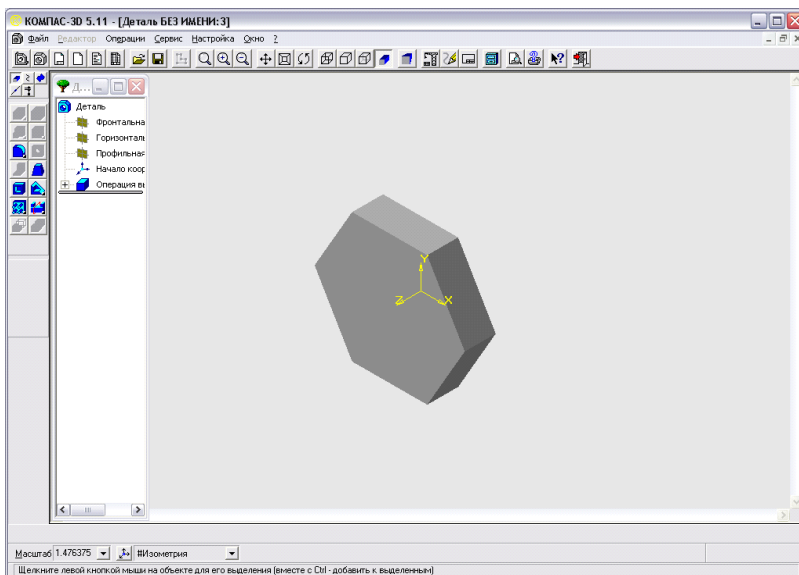 КОМПАС-3D 5.11 - [Деталь БЕЗ ИМЕНИ:3]
Файл Редактор Операции Сервис Настройка Окно ?
Д...
Деталь
Фронтальна
Горизонталь
Профильная
Начало коор
Операция вы
Y
Z X
Масштаб 1.476375 #Изометрия
Щелкните левой кнопкой мыши на объекте для его выделения (вместе с Ctrl - добавить к выделенным)